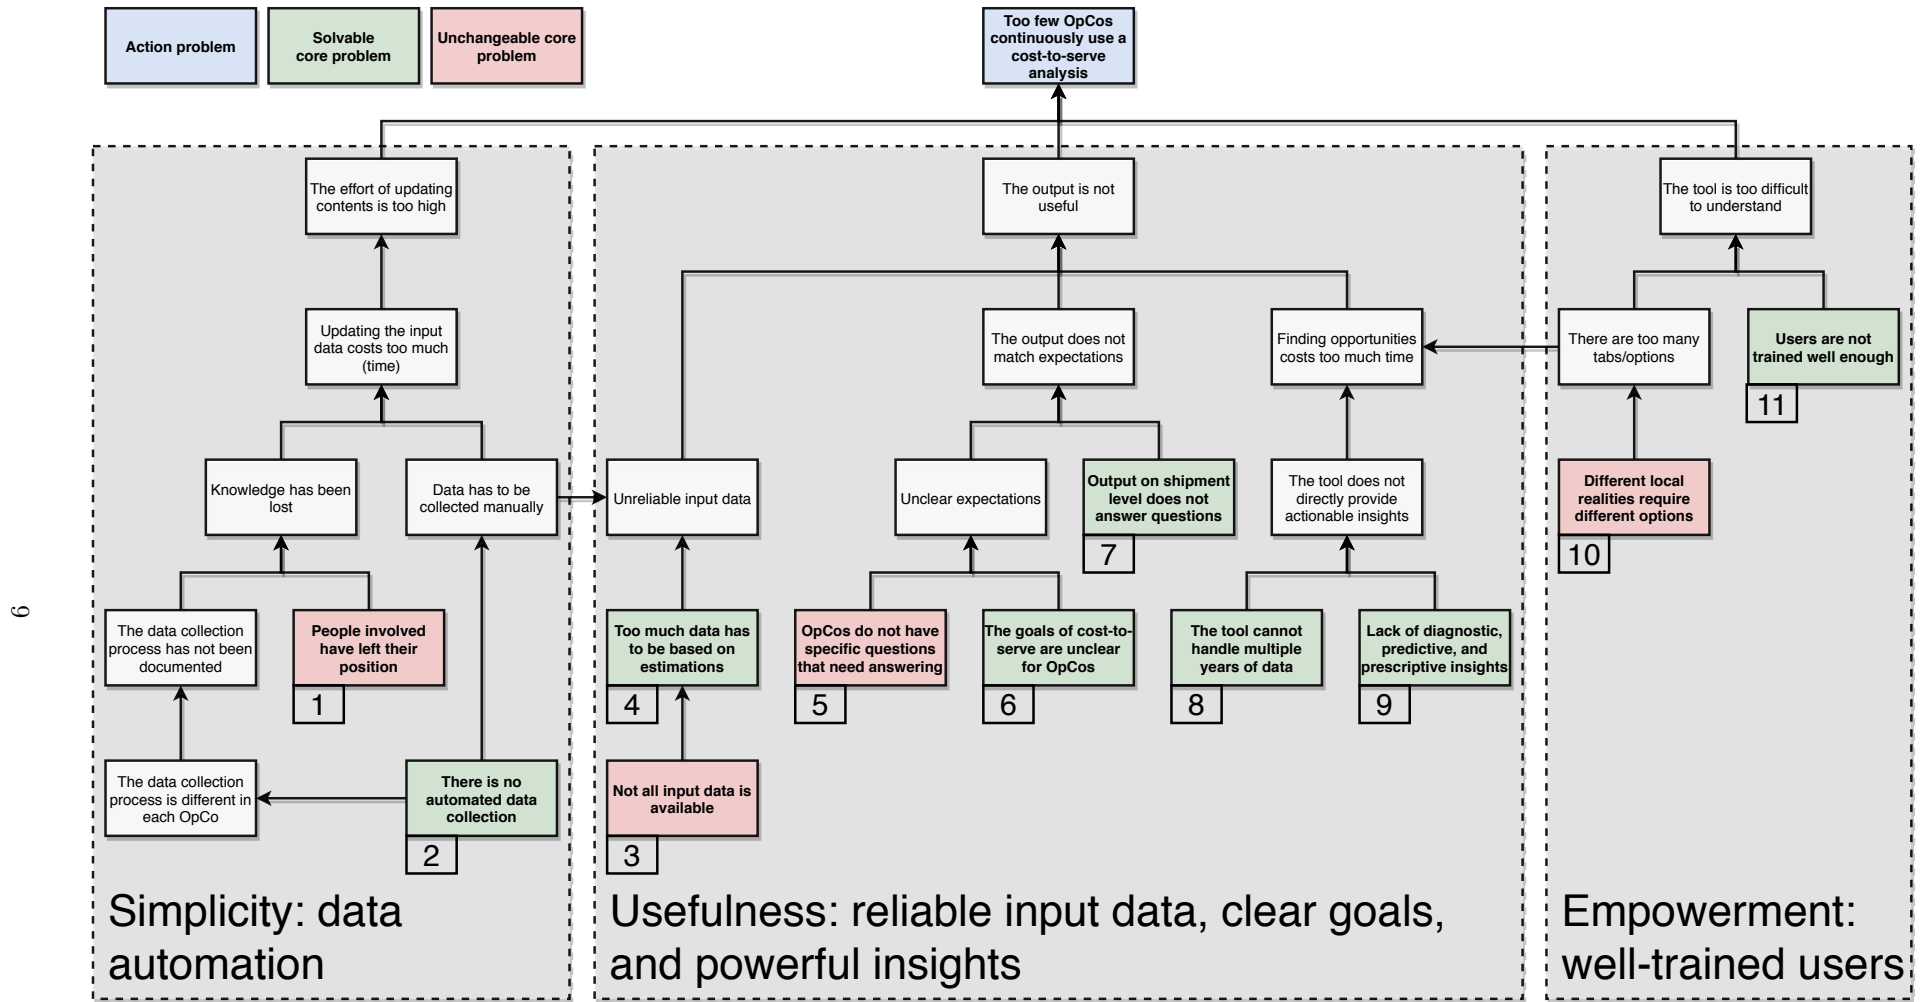 Action problem
Solvable
core problem
Unchangeable core
problem
Too few OpCos
continuously use a
cost-to-serve
analysis
The effort of updating
contents is too high
The output is not
useful
The tool is too difficult
to understand
Updating the input
data costs too much
(time)
The output does not
match expectations
Finding opportunities
costs too much time
There are too many
tabs/options
Users are not
trained well enough
11
Knowledge has been
lost
Data has to be
collected manually
Unreliable input data
Unclear expectations
Output on shipment
level does not
answer questions
7
The tool does not
directly provide
actionable insights
Different local
realities require
different options
10
The data collection
process has not been
documented
People involved
have left their
position
1
Too much data has
to be based on
estimations
4
OpCos do not have
specific questions
that need answering
5
The goals of cost-to-
serve are unclear
for OpCos
6
The tool cannot
handle multiple
years of data
8
Lack of diagnostic,
predictive, and
prescriptive insights
9
The data collection
process is different in
each OpCo
There is no
automated data
collection
2
Not all input data is
available
3
Simplicity: data
automation
Usefulness: reliable input data, clear goals,
and powerful insights
Empowerment:
well-trained users
6